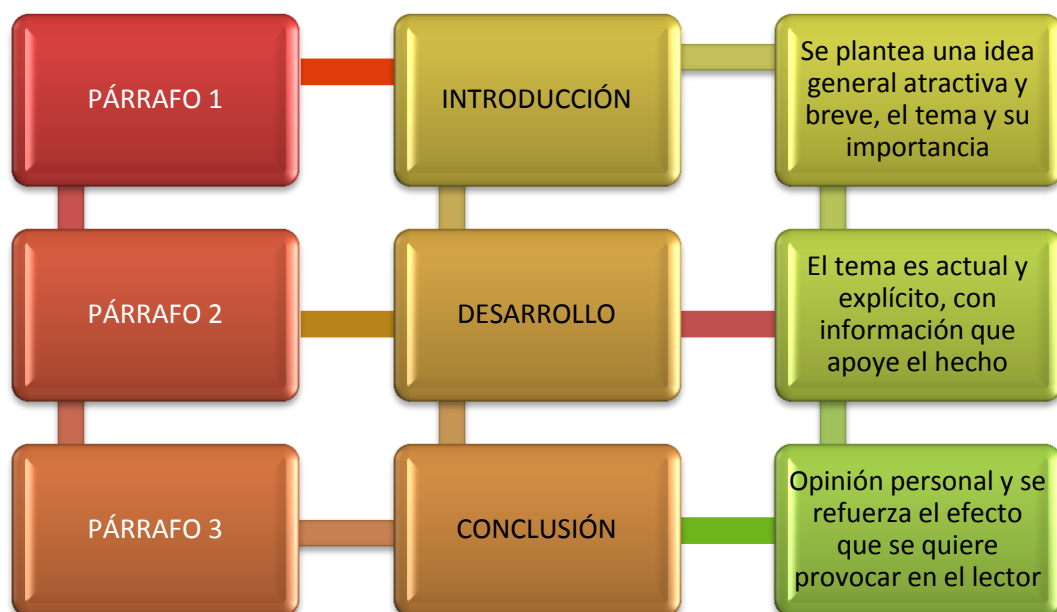 PÁRRAFO 1
INTRODUCCIÓN
Se plantea una idea
general atractiva y
breve, el tema y su
importancia
PÁRRAFO 2
DESARROLLO
El tema es actual y
explícito, con
información que
apoye el hecho
PÁRRAFO 3
CONCLUSIÓN
Opinión personal y se
refuerza el efecto
que se quiere
provocar en el lector